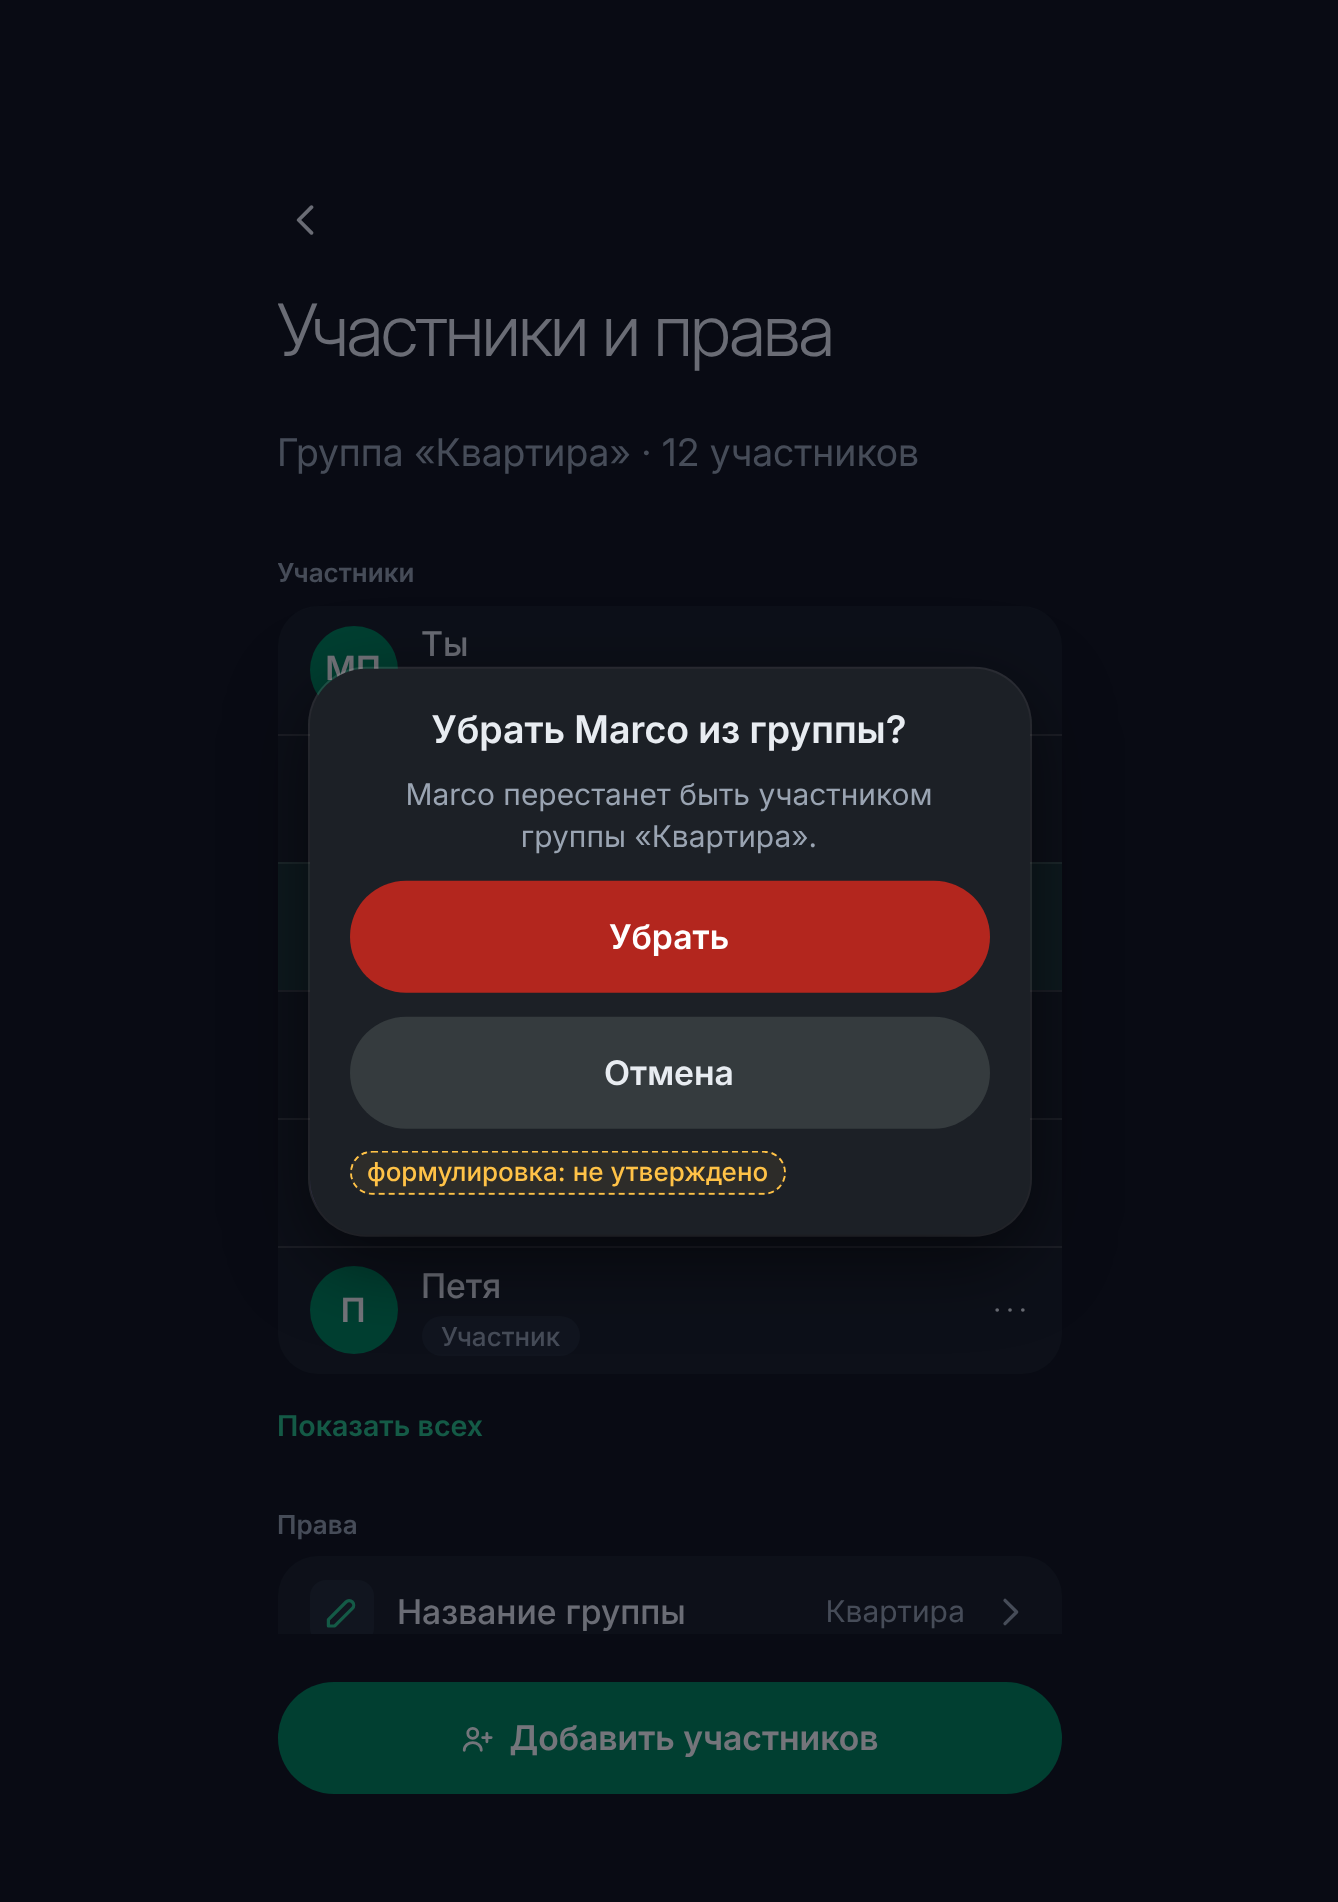 Участники и права
Группа «Квартира» · 12 участников
Участники
МП
Ты
Убрать Marco из группы?
Marco перестанет быть участником
группы «Квартира».
Убрать
Отмена
формулировка: не утверждено
П
Петя
...
Участник
Показать всех
Права
Название группы
Квартира
Добавить участников